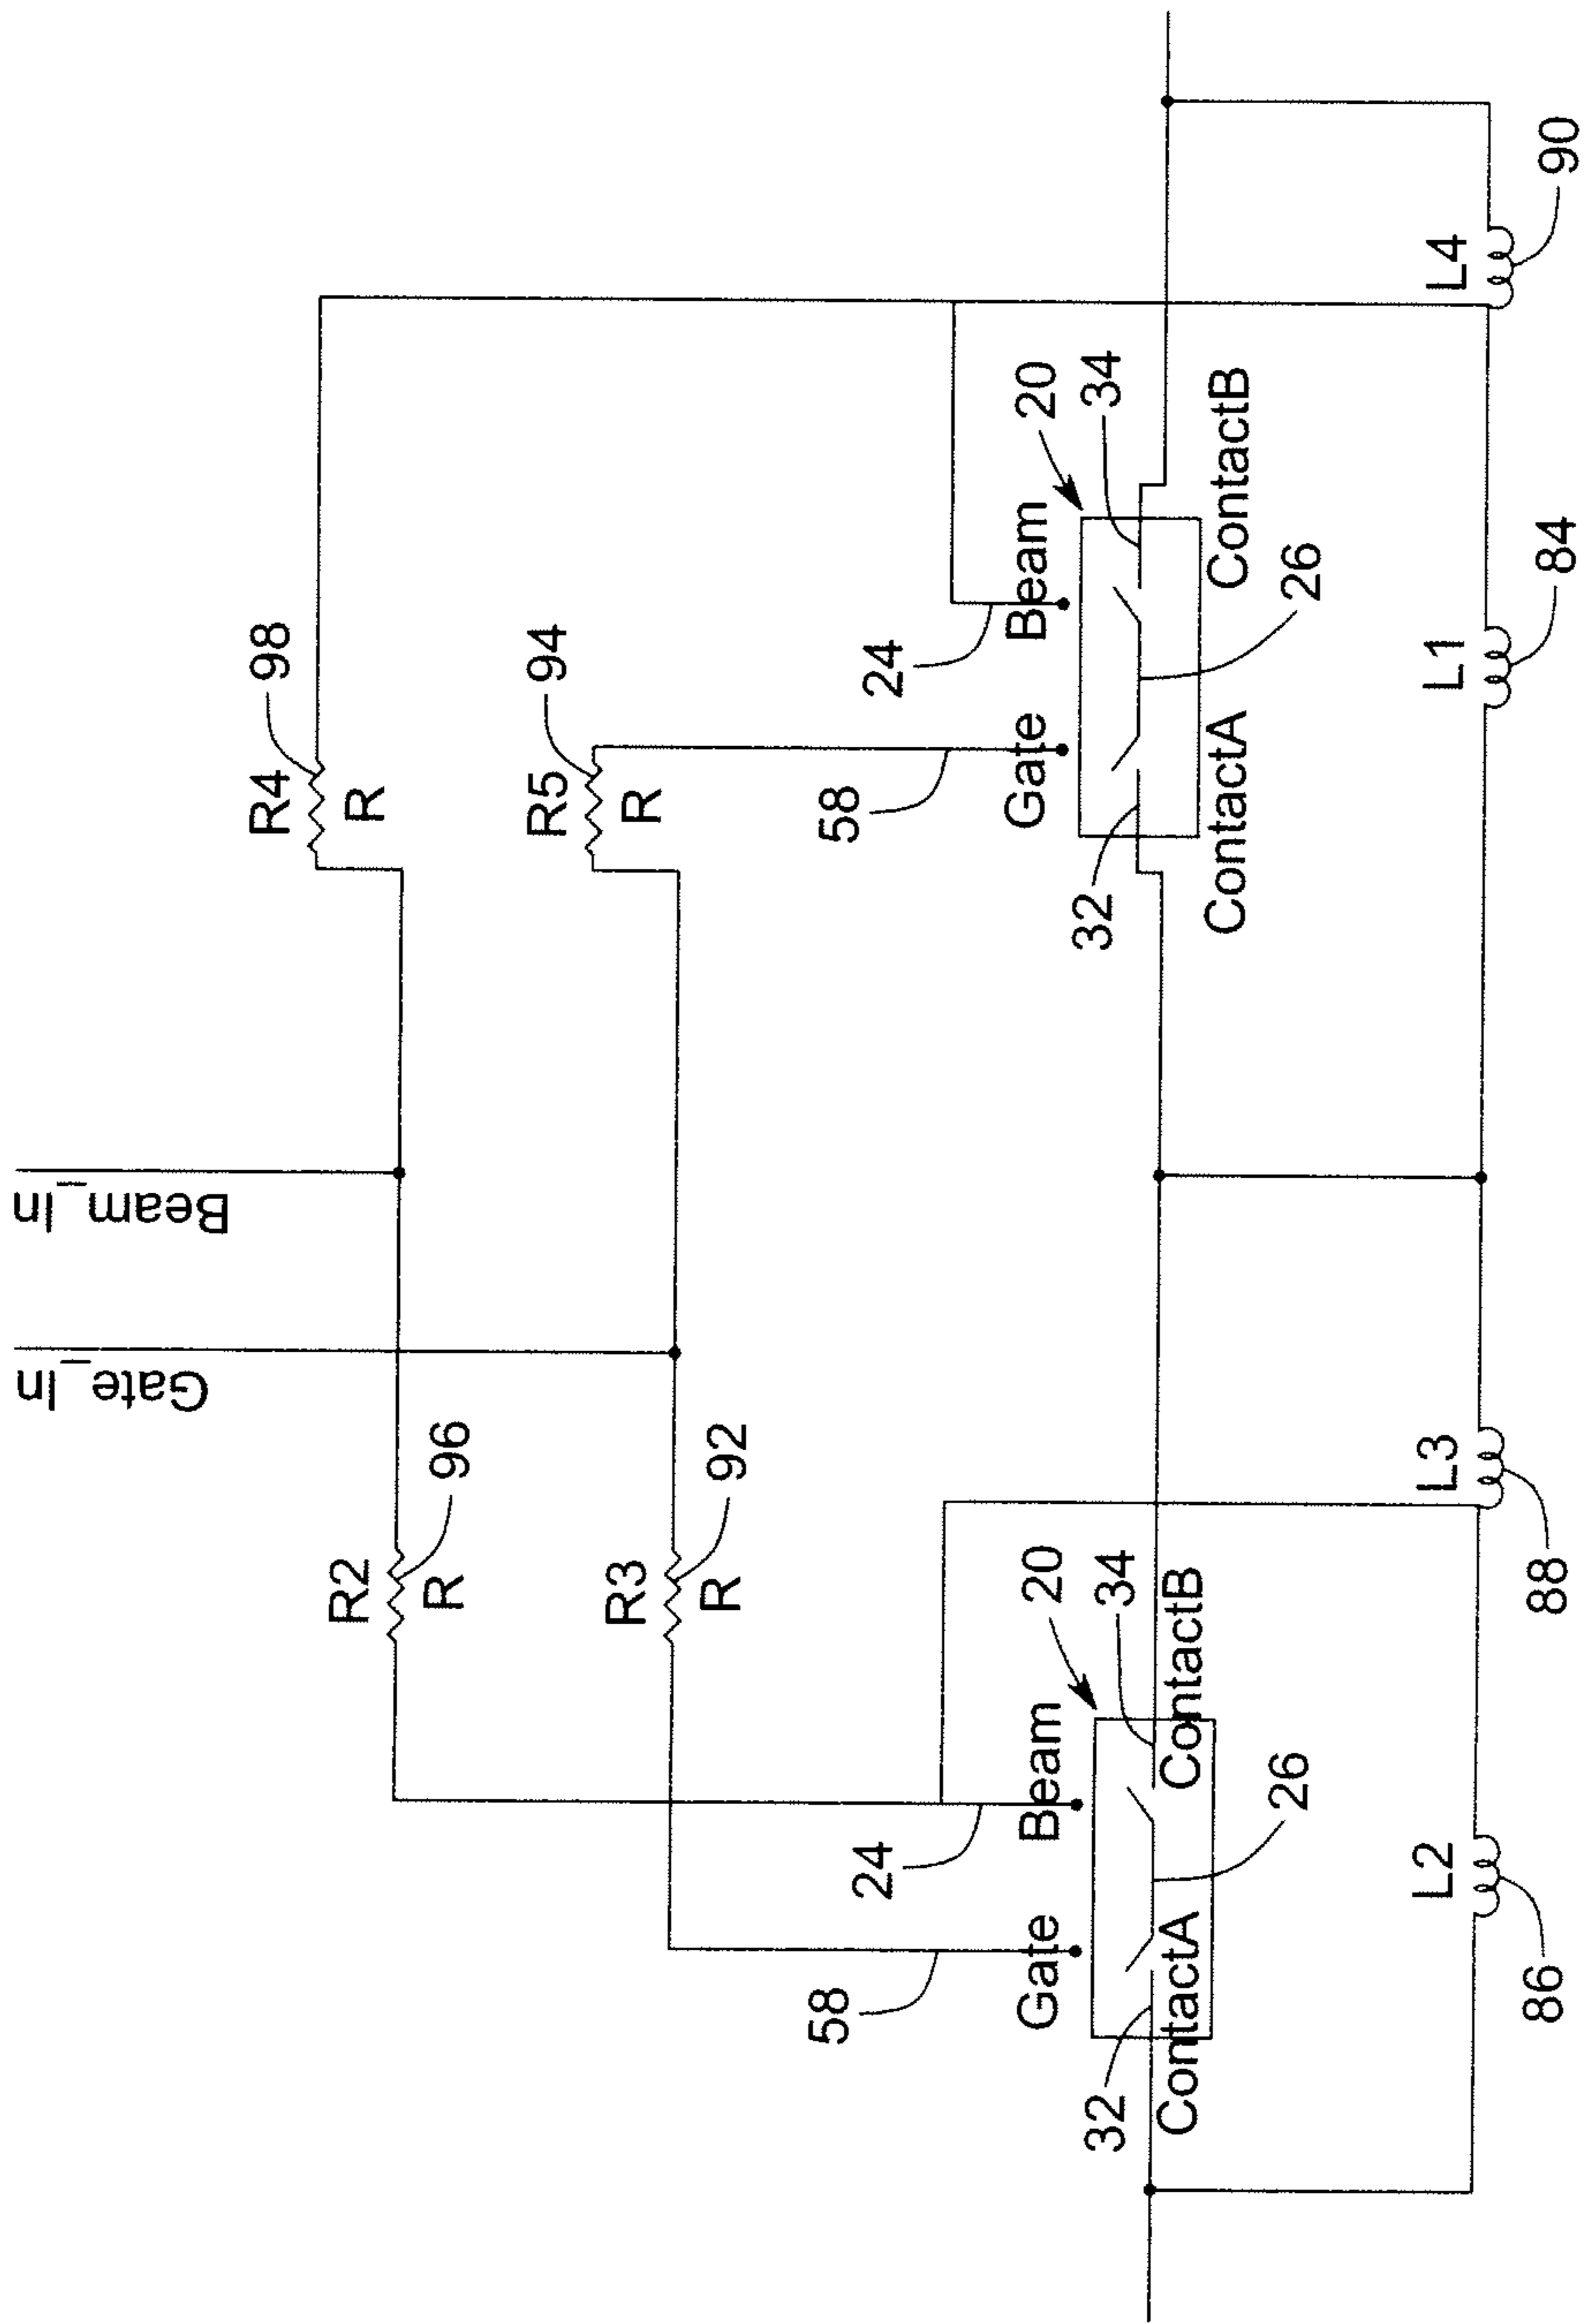 Beam_In
Gate_In
R4
98
R
R5
94
R
R2
96
R
R3
92
R
24
58
20
34
Gate
Beam
32
26
ContactA
ContactB
24
58
20
34
Gate
Beam
32
26
ContactA
ContactB
L4
90
L1
84
L3
88
L2
86